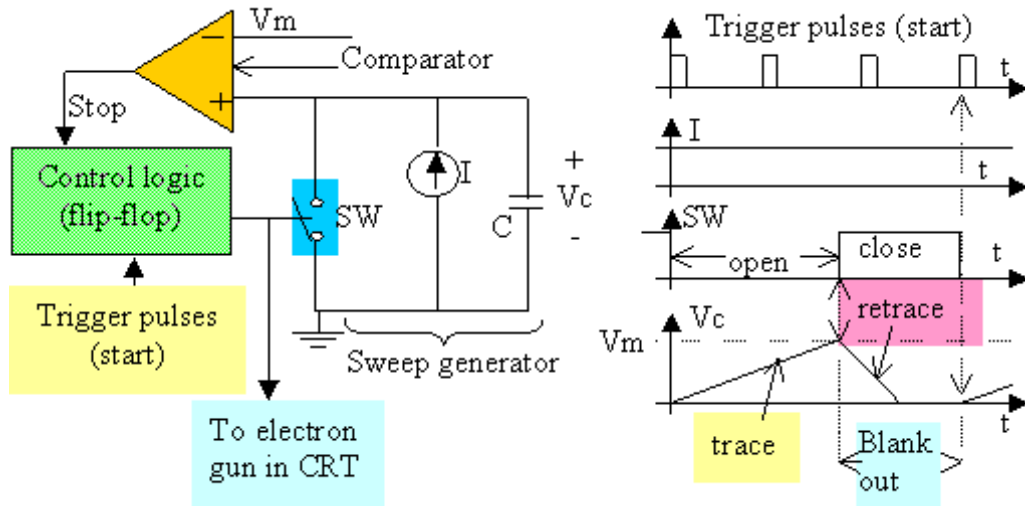 Vm
Comparator
Stop
Control logic
(flip-flop)
Trigger pulses
(start)
SW
I
C
+
Vc
-
Sweep generator
To electron
gun in CRT
Trigger pulses (start)
t
I
t
SW
open
close
t
Vc
Vm
retrace
trace
t
Blank
out